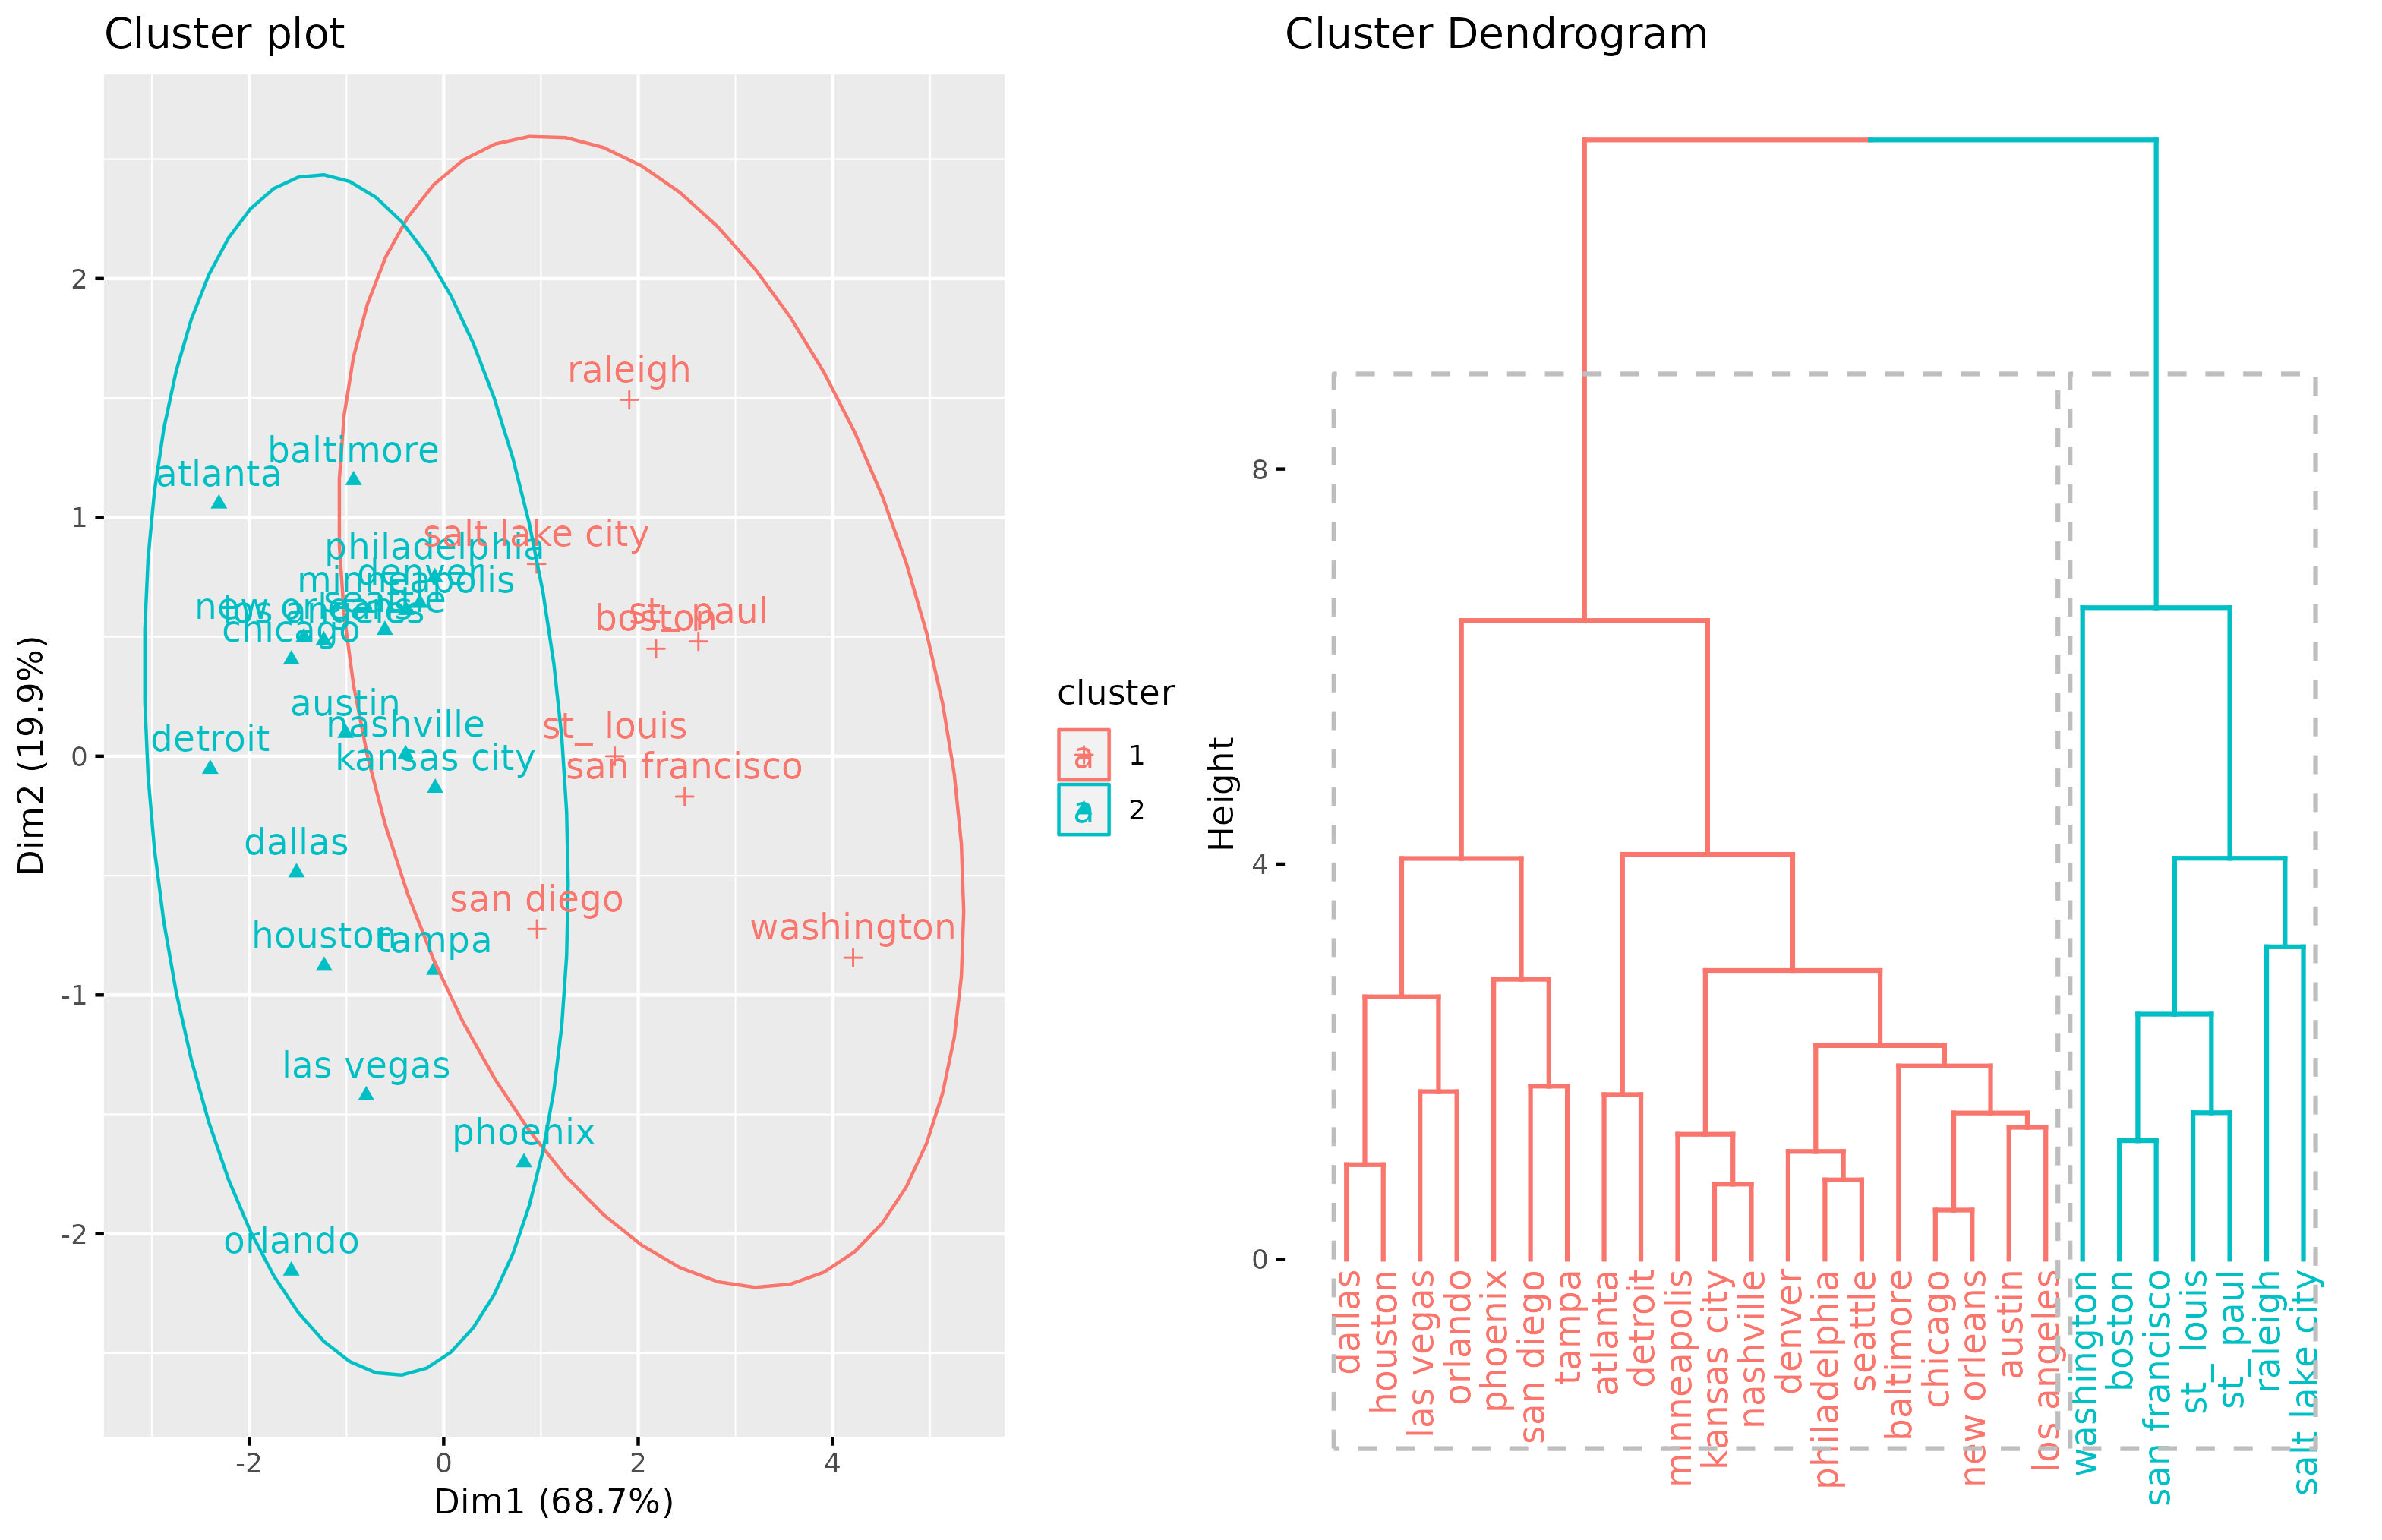 Cluster plot
raleigh
baltimore
atlanta
salt lake city
philadelphia
denver
minneapolis
seattle
new orleans
los angeles
st_ paul
boston
chicago
austin
nashville
st_ louis
detroit
kansas city
san francisco
dallas
san diego
washington
houston
tampa
las vegas
phoenix
orlando
2
1
0
-1
-2
-2
0
2
4
Dim1 (68.7%)
Dim2 (19.9%)
cluster
a 1
a 2
Cluster Dendrogram
Height
8
4
0
dallas
houston
las vegas
orlando
phoenix
san diego
tampa
atlanta
detroit
minneapolis
kansas city
nashville
denver
philadelphia
seattle
baltimore
chicago
new orleans
austin
los angeles
washington
boston
san francisco
st_ louis
st_ paul
raleigh
salt lake city